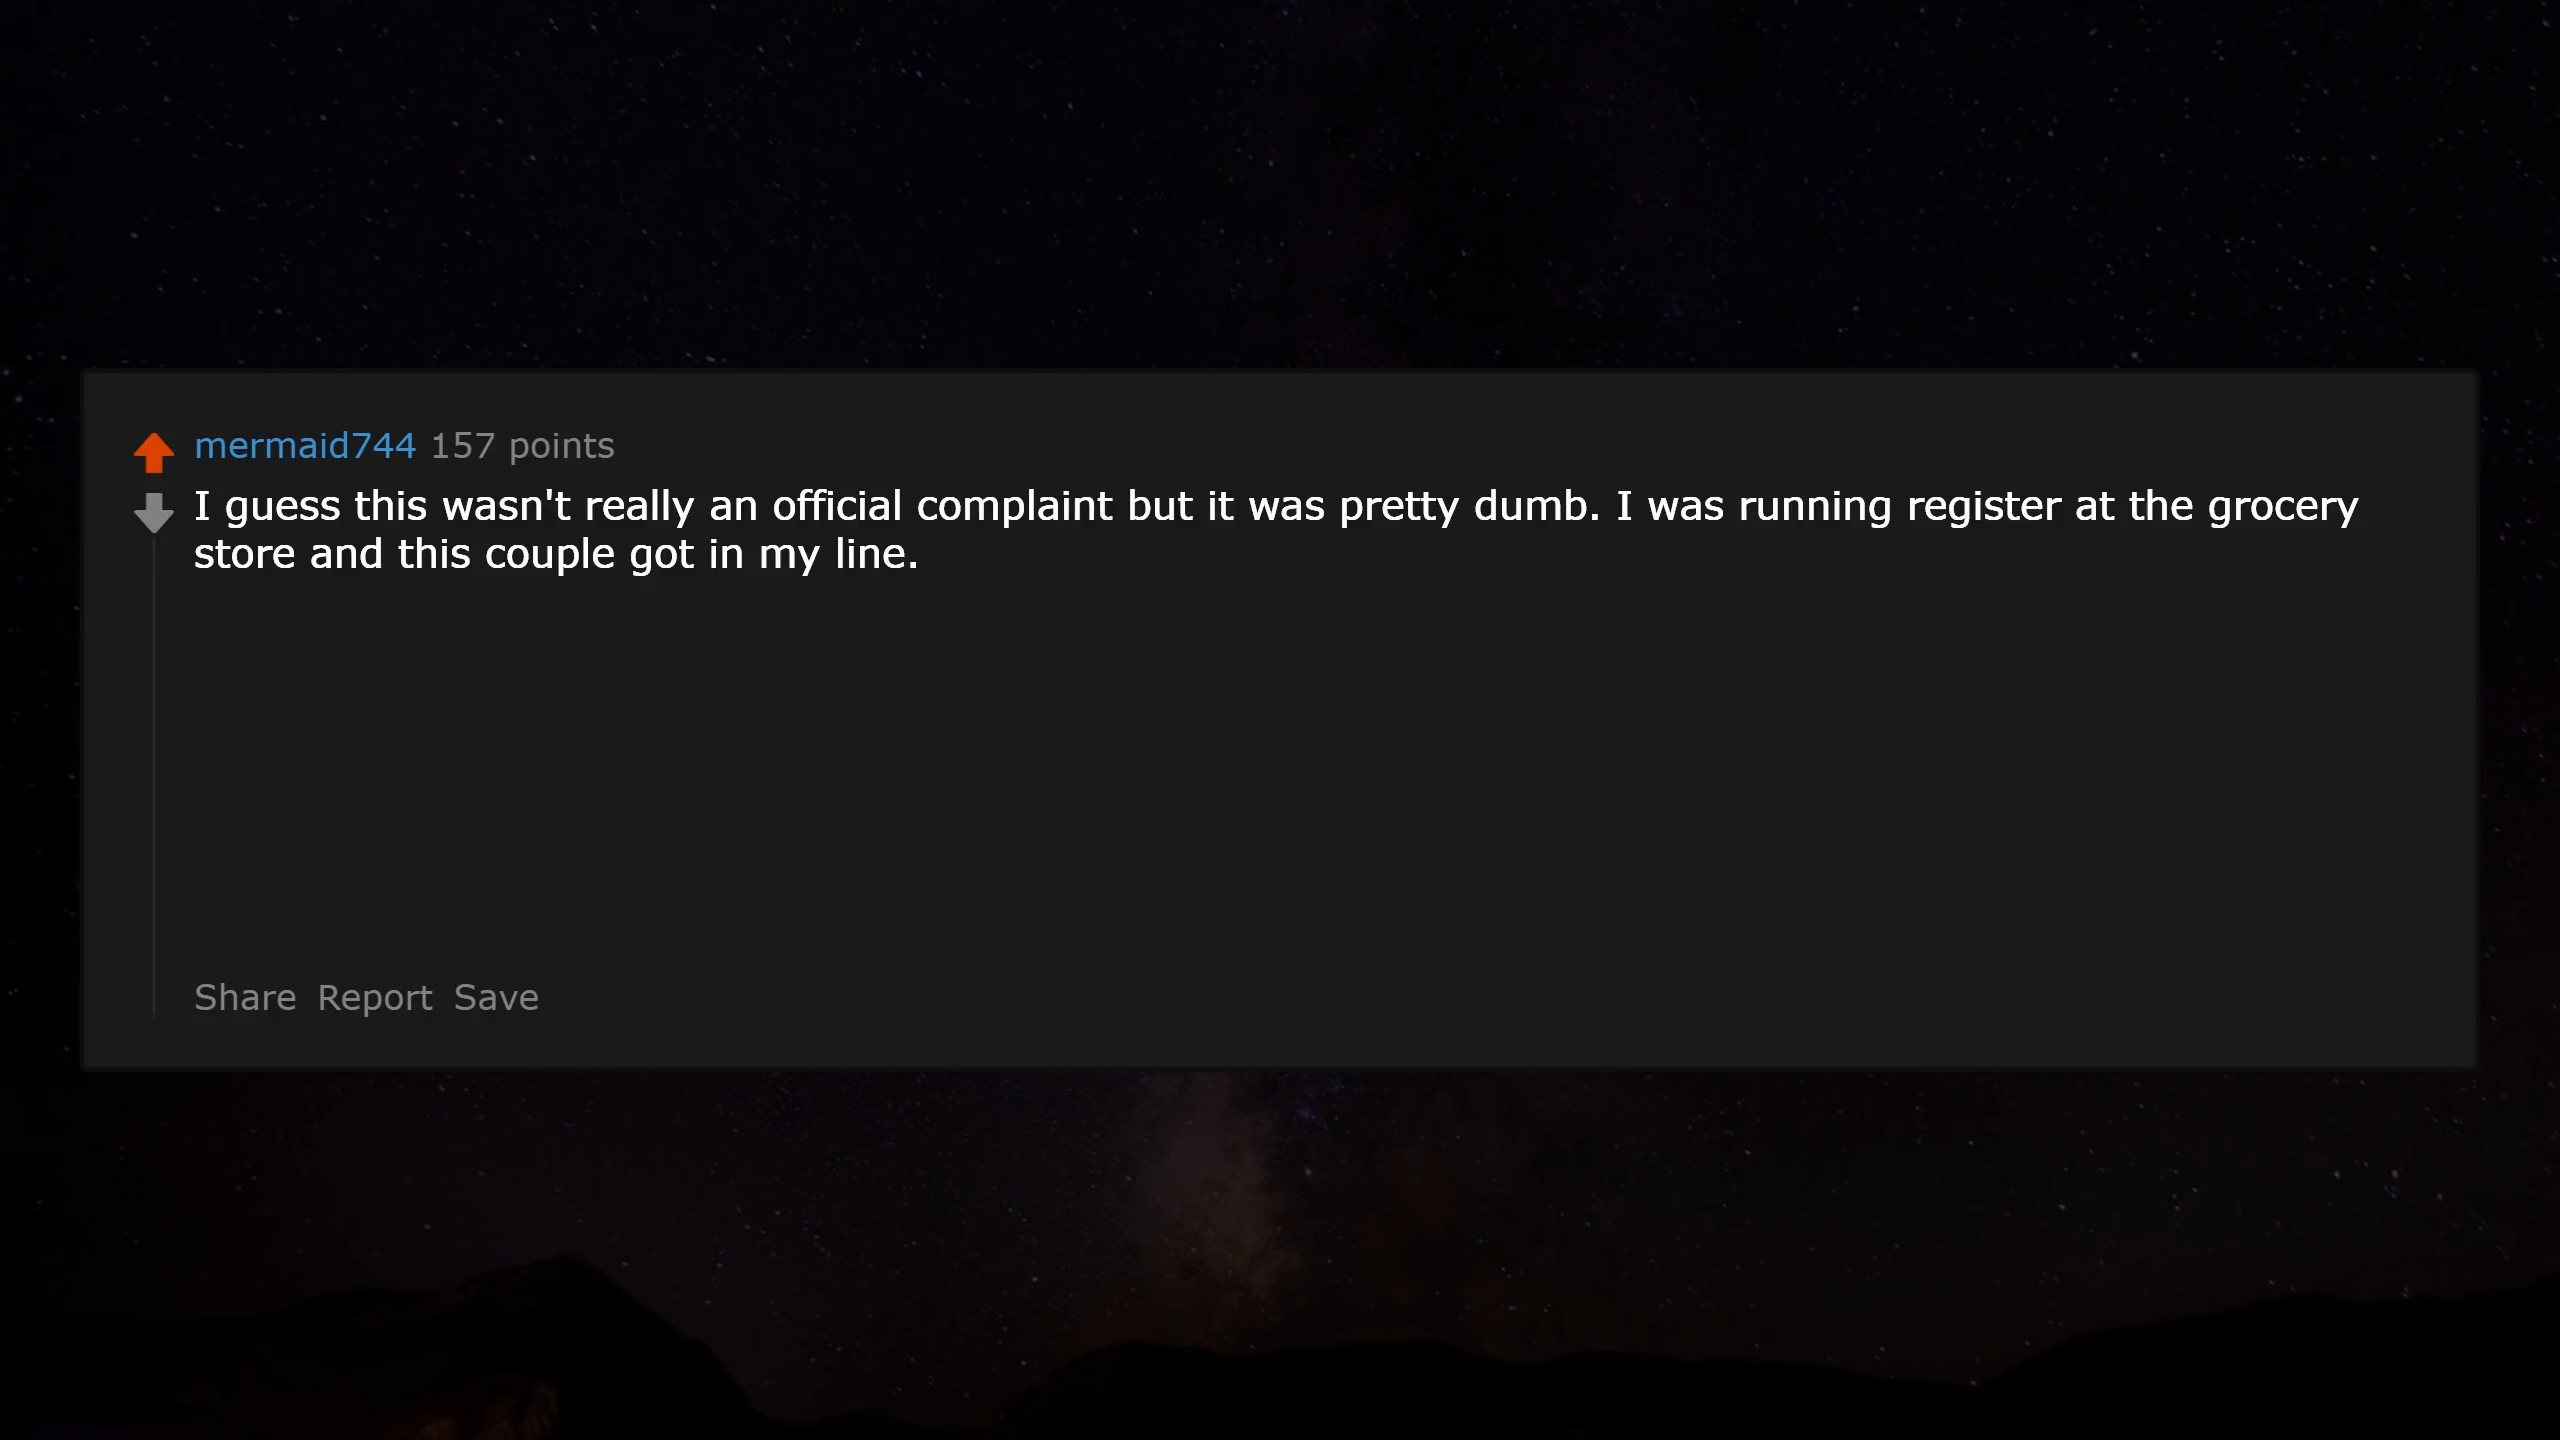 mermaid744 157 points
I guess this wasn't really an official complaint but it was pretty dumb. I was running register at the grocery
store and this couple got in my line.
Share Report Save